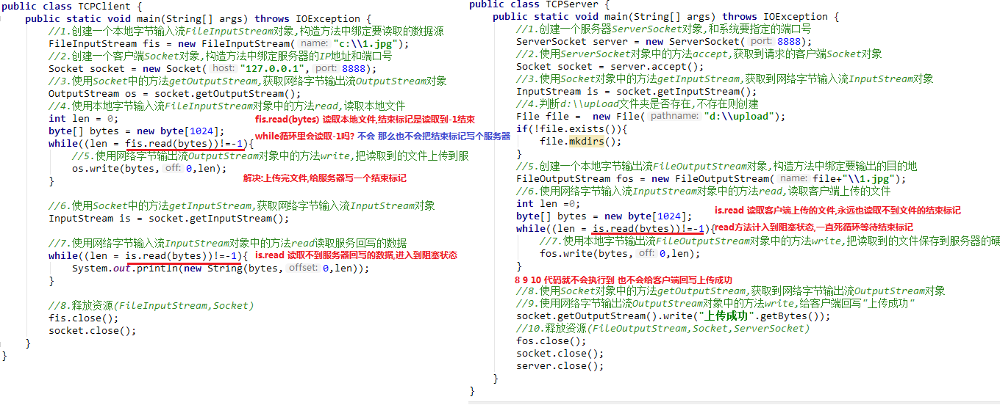 public class TCPClient {
public static void main(String[] args) throws IOException {
//1.创建一个本地字节输入流FileInputStream对象,构造方法中绑定要读取的数据源
FileInputStream fis = new FileInputStream( name: "c:\\1.jpg");
//2.创建一个客户端Socket对象,构造方法中绑定服务器的IP地址和端口号
Socket socket = new Socket( host: "127.0.0.1", port: 8888);
//3.使用Socket中的方法getOutputStream,获取网络字节输出流OutputStream对象
OutputStream os = socket.getOutputStream();
//4.使用本地字节输入流FileInputStream对象中的方法read,读取本地文件
int len = 0;
fis.read(bytes) 读取本地文件,结束标记是读取到-1结束
byte[] bytes = new byte[1024];
while循环里会读取-1吗? 不会 那么也不会把结束标记写个服务器
while((len = fis.read(bytes))!=-1){
//5.使用网络字节输出流OutputStream对象中的方法write,把读取到的文件上传到服
os.write(bytes, off: 0,len);
}
解决:上传完文件,给服务器写一个结束标记
//6.使用Socket中的方法getInputStream,获取网络字节输入流InputStream对象
InputStream is = socket.getInputStream();
//7.使用网络字节输入流InputStream对象中的方法read读取服务回写的数据
while((len = is.read(bytes))!=-1){
is.read 读取不到服务器回写的数据,进入到阻塞状态
System.out.println(new String(bytes, offset: 0,len));
}
//8.释放资源(FileInputStream,Socket)
fis.close();
socket.close();
}
}
public class TCPServer {
public static void main(String[] args) throws IOException {
//1.创建一个服务器ServerSocket对象,和系统要指定的端口号
ServerSocket server = new ServerSocket( port: 8888);
//2.使用ServerSocket对象中的方法accept,获取到请求的客户端Socket对象
Socket socket = server.accept();
//3.使用Socket对象中的方法getInputStream,获取到网络字节输入流InputStream对象
InputStream is = socket.getInputStream();
//4.判断d:\\upload文件夹是否存在,不存在则创建
File file =  new File( pathname: "d:\\upload");
if(!file.exists()){
file.mkdirs();
}
//5.创建一个本地字节输出流FileOutputStream对象,构造方法中绑定要输出的目的地
FileOutputStream fos = new FileOutputStream( name: file+"\\1.jpg");
//6.使用网络字节输入流InputStream对象中的方法read,读取客户端上传的文件
int len =0;
is.read 读取客户端上传的文件,永远也读取不到文件的结束标记
byte[] bytes = new byte[1024];
while((len = is.read(bytes))!=-1){
read方法计入到阻塞状态,一直死循环等待结束标记
//7.使用本地字节输出流FileOutputStream对象中的方法write,把读取到的文件保存到服务器的硬
fos.write(bytes, off: 0,len);
}
8 9 10 代码就不会执行到 也不会给客户端回写上传成功
//8.使用Socket对象中的方法getOutputStream,获取到网络字节输出流OutputStream对象
//9.使用网络字节输出流OutputStream对象中的方法write,给客户端回写"上传成功"
socket.getOutputStream().write("上传成功".getBytes());
//10.释放资源(FileOutputStream,Socket,ServerSocket)
fos.close();
socket.close();
server.close();
}
}